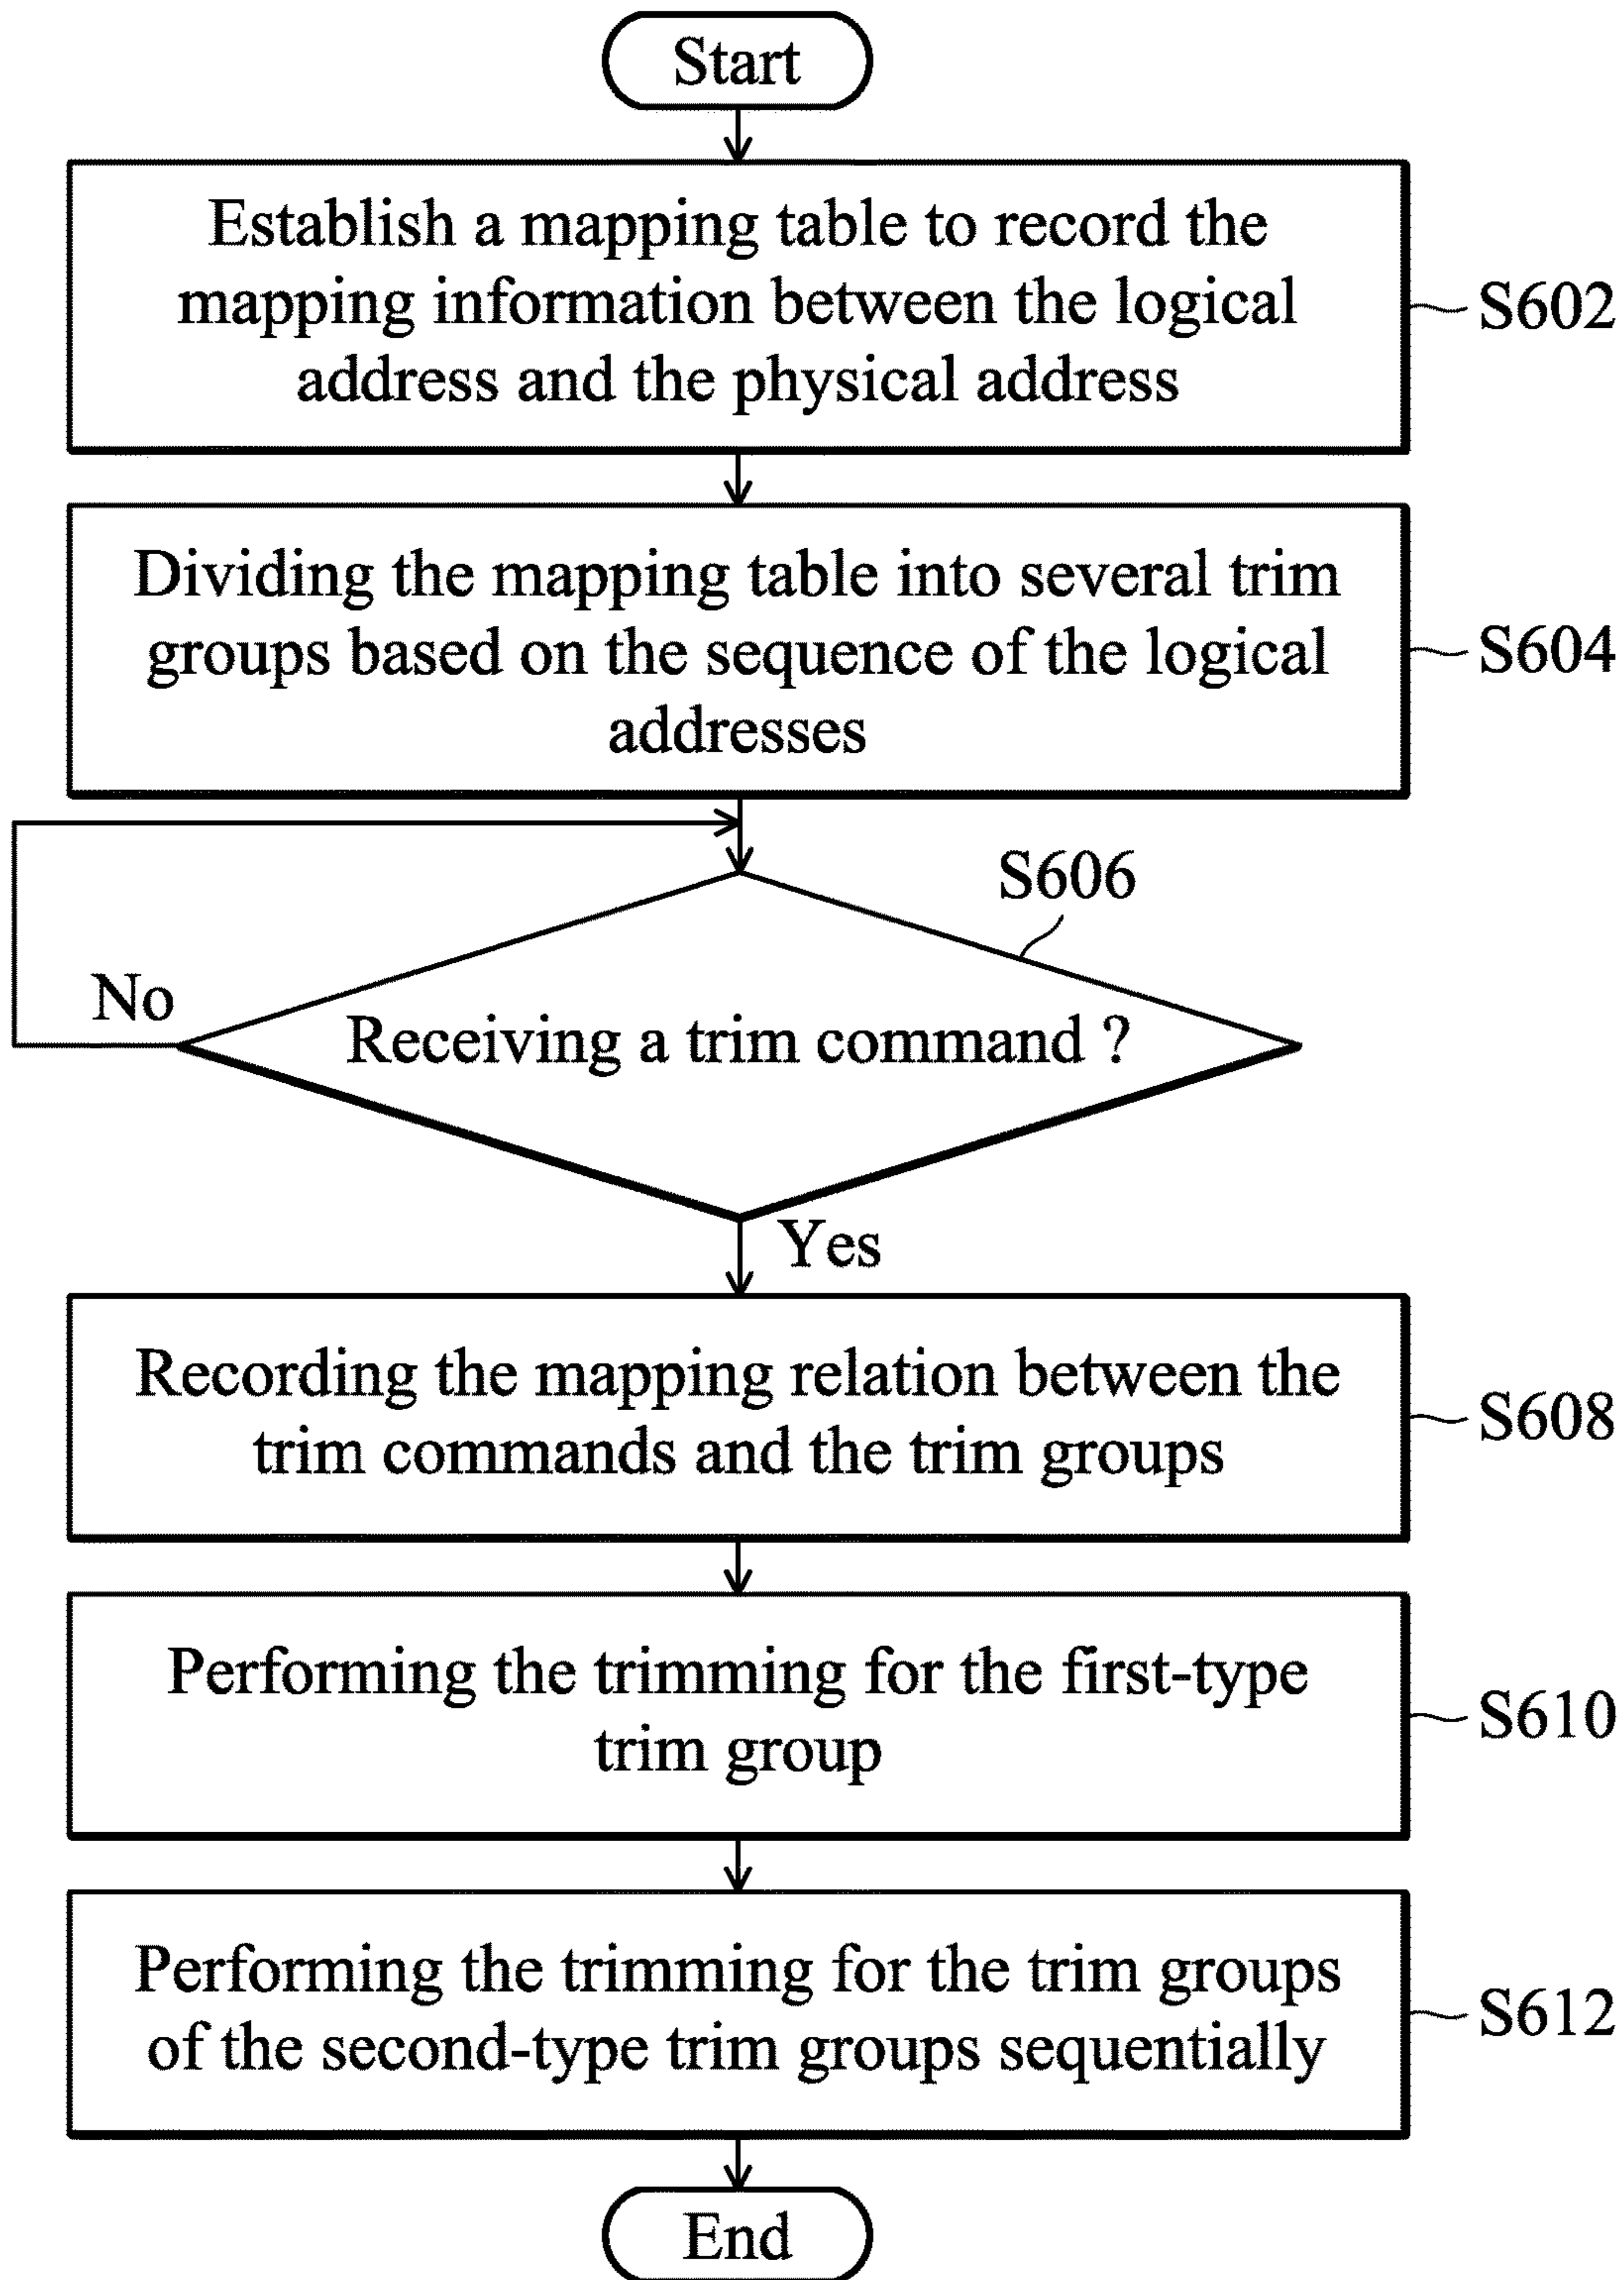 Start
Establish a mapping table to record the
mapping information between the logical
address and the physical address
S602
Dividing the mapping table into several trim
groups based on the sequence of the logical
addresses
S604
S606
No
Receiving a trim command ?
Yes
Recording the mapping relation between the
trim commands and the trim groups
S608
Performing the trimming for the first-type
trim group
S610
Performing the trimming for the trim groups
of the second-type trim groups sequentially
S612
End